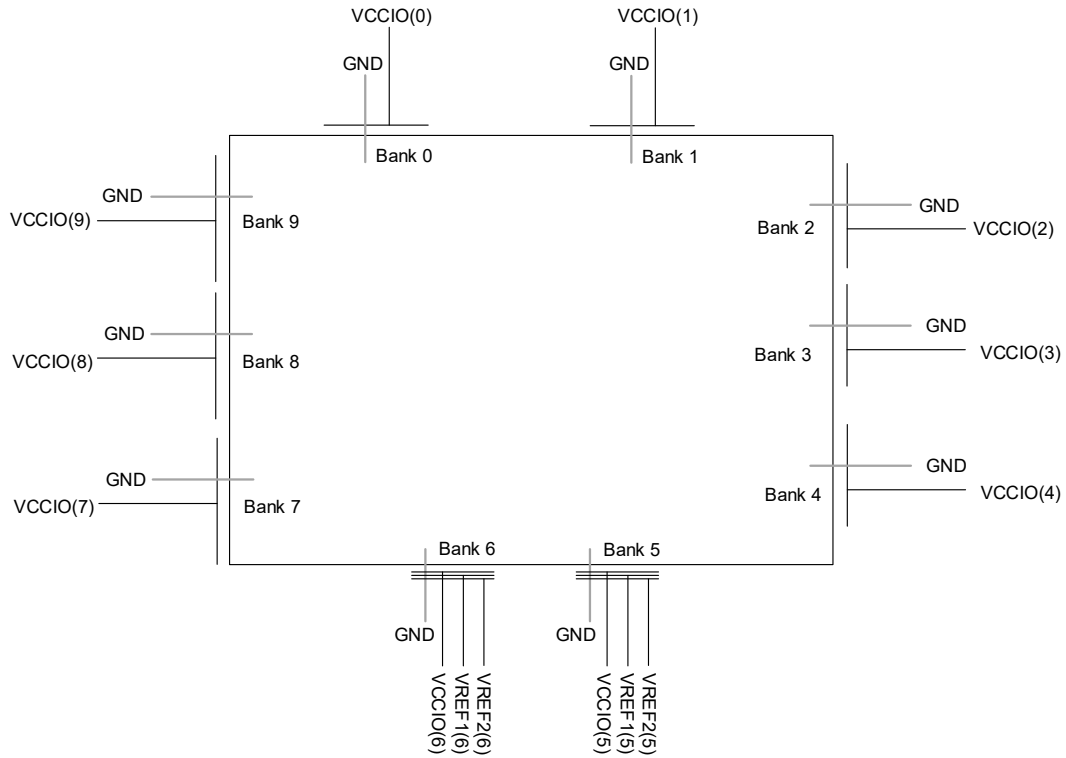 VCCIO(0)
VCCIO(1)
GND
GND
Bank 0
Bank 1
GND
VCCIO(9)
Bank 9
GND
Bank 2
VCCIO(2)
GND
VCCIO(8)
Bank 8
GND
Bank 3
VCCIO(3)
GND
VCCIO(7)
Bank 7
GND
Bank 4
VCCIO(4)
Bank 6
Bank 5
GND
GND
VCCIO(6)
VREF1(6)
VREF2(6)
VCCIO(5)
VREF1(5)
VREF2(5)